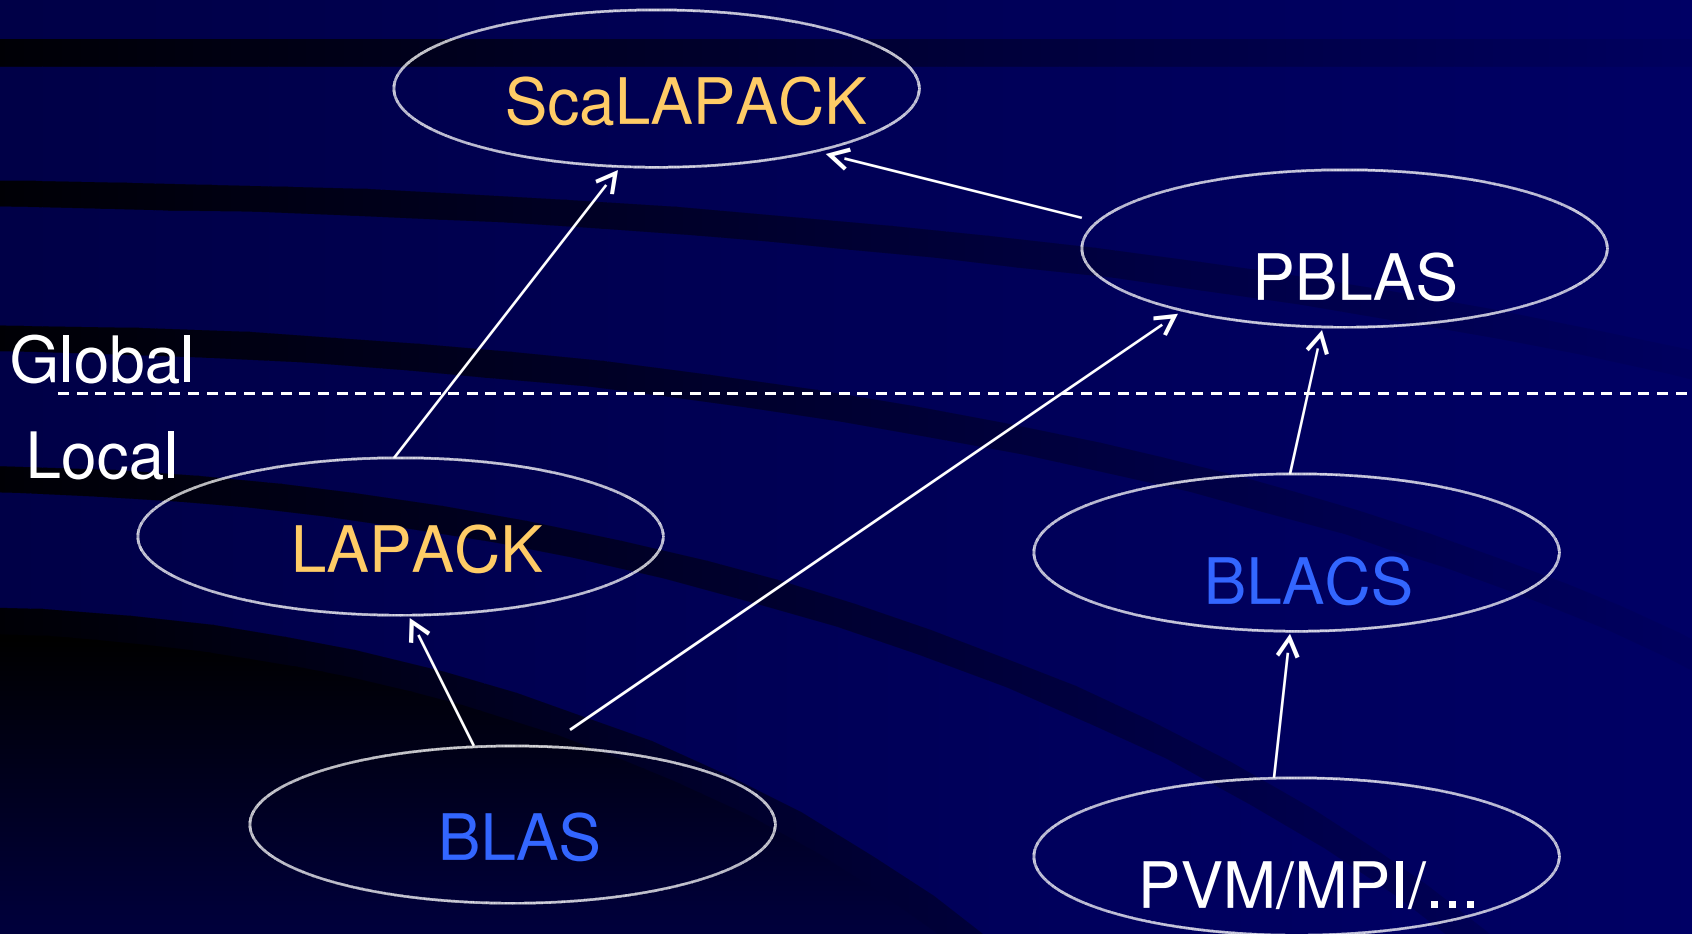 ScaLAPACK
PBLAS
Global
Local
LAPACK
BLACS
BLAS
PVM/MPI/...